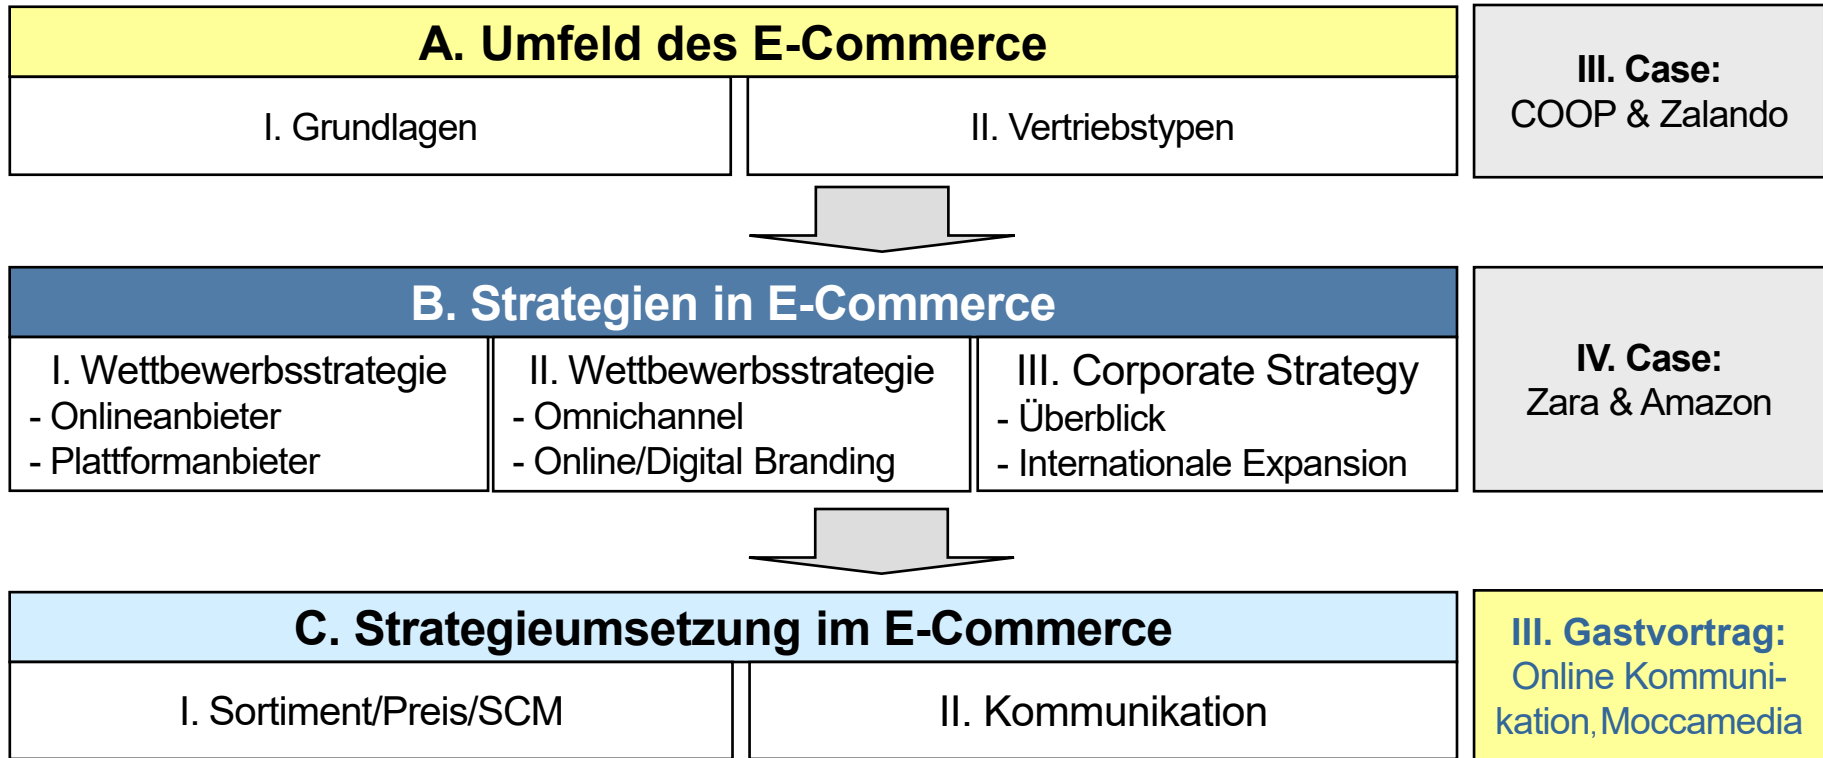 A. Umfeld des E-Commerce
I. Grundlagen
II. Vertriebstypen
III. Case:
COOP & Zalando
B. Strategien in E-Commerce
I. Wettbewerbsstrategie
- Onlineanbieter
- Plattformanbieter
II. Wettbewerbsstrategie
- Omnichannel
- Online/Digital Branding
III. Corporate Strategy
- Überblick
- Internationale Expansion
IV. Case:
Zara & Amazon
C. Strategieumsetzung im E-Commerce
I. Sortiment/Preis/SCM
II. Kommunikation
III. Gastvortrag:
Online Kommuni-
kation, Moccamedia